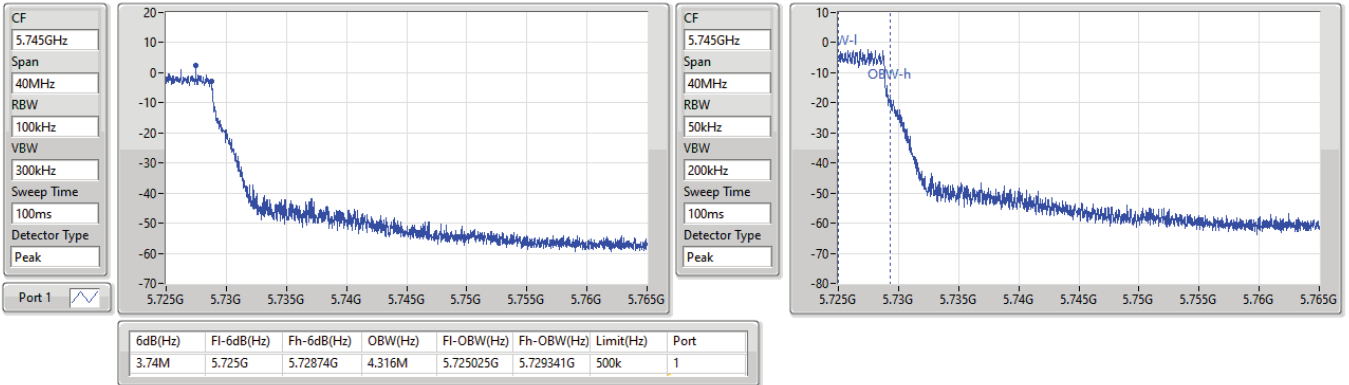 CF
5.745GHz
Span
40MHz
RBW
100kHz
VBW
300kHz
Sweep Time
100ms
Detector Type
Peak
Port 1
20
10
0
-10
-20
-30
-40
-50
-60
-70
5.725G 5.73G 5.735G 5.74G 5.745G 5.75G 5.755G 5.76G 5.765G
CF
5.745GHz
Span
40MHz
RBW
50kHz
VBW
200kHz
Sweep Time
100ms
Detector Type
Peak
10
0
-10
-20
-30
-40
-50
-60
-70
-80
W-l
OBW-h
5.725G 5.73G 5.735G 5.74G 5.745G 5.75G 5.755G 5.76G 5.765G
6dB(Hz) Fl-6dB(Hz) Fh-6dB(Hz) OBW(Hz) Fl-OBW(Hz) Fh-OBW(Hz) Limit(Hz) Port
3.74M 5.725G 5.72874G 4.316M 5.725025G 5.729341G 500k 1